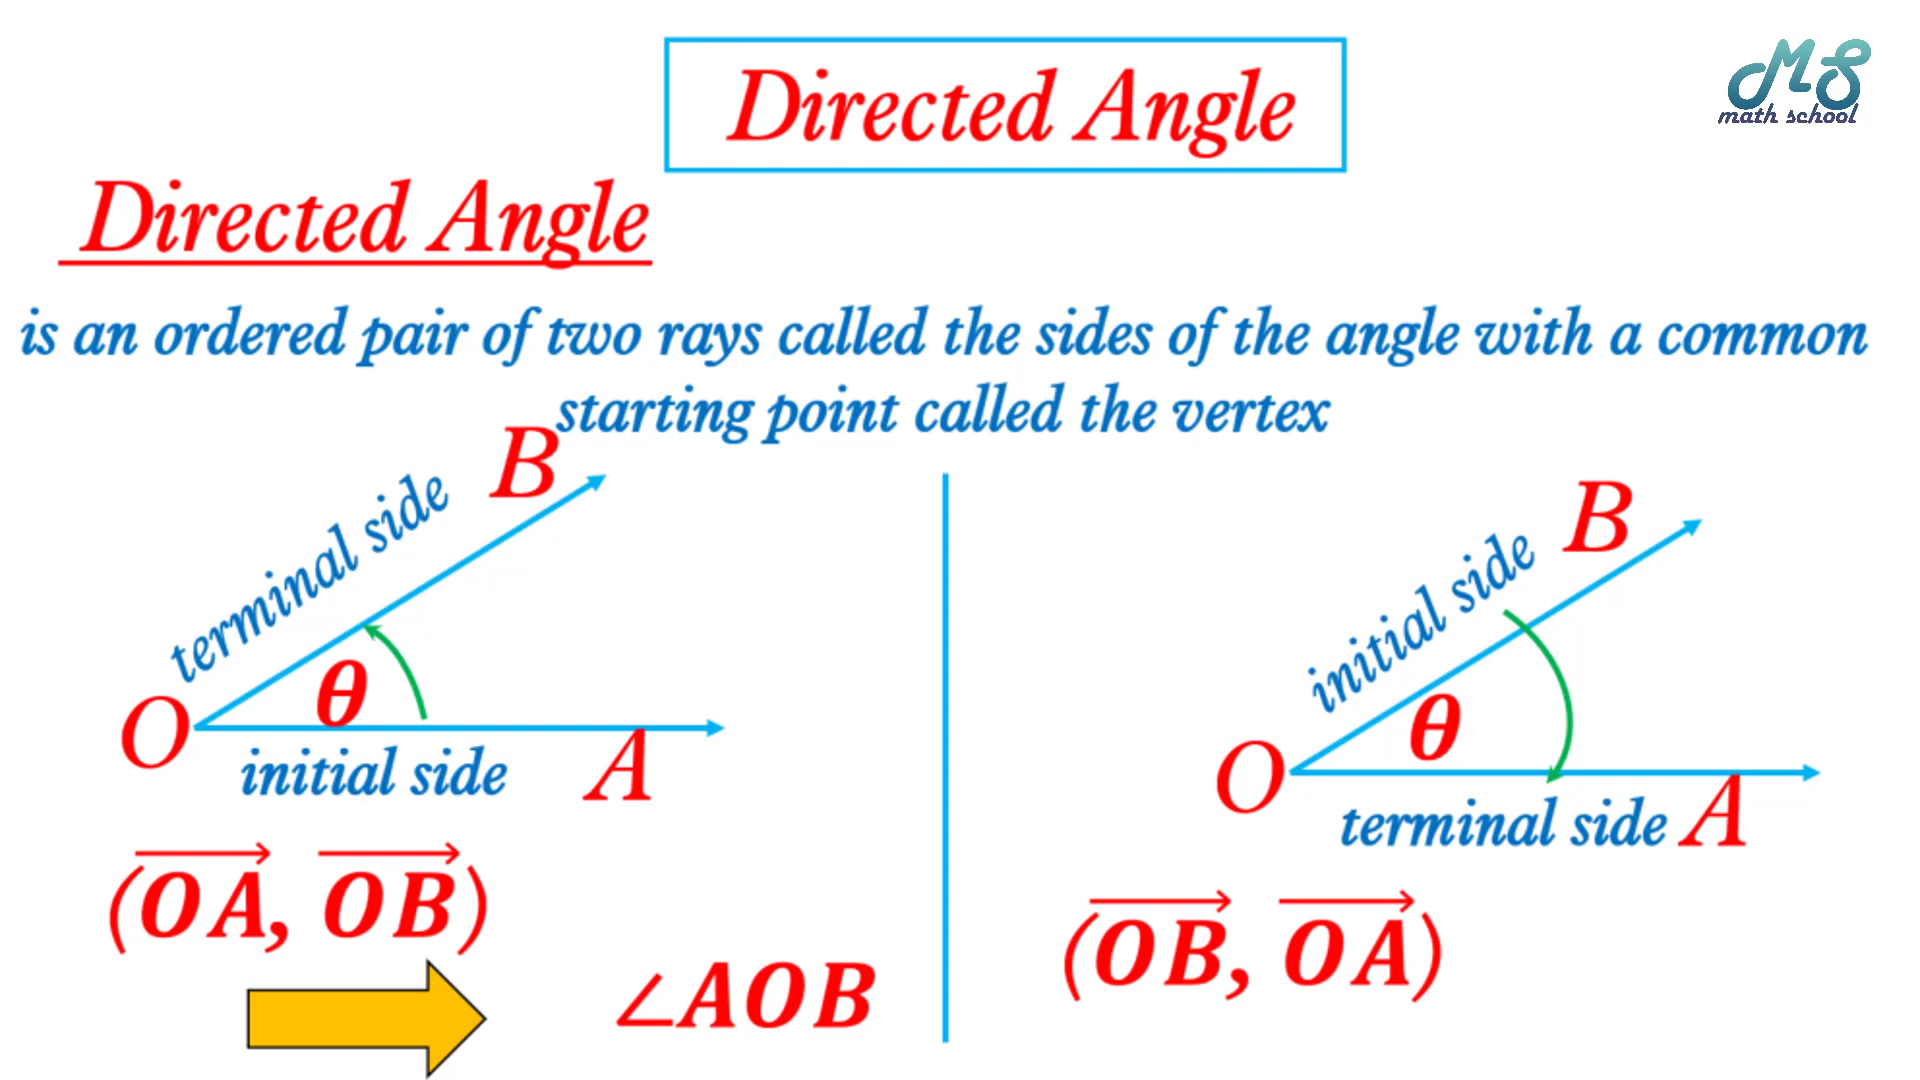 Directed Angle
MS
math school
Directed Angle
is an ordered pair of two rays called the sides of the angle with a common
starting point called the vertex
B
terminal side
θ
O
initial side
A
(OA, OB)
∠AOB
B
initial side
θ
O
terminal side
A
(OB, OA)